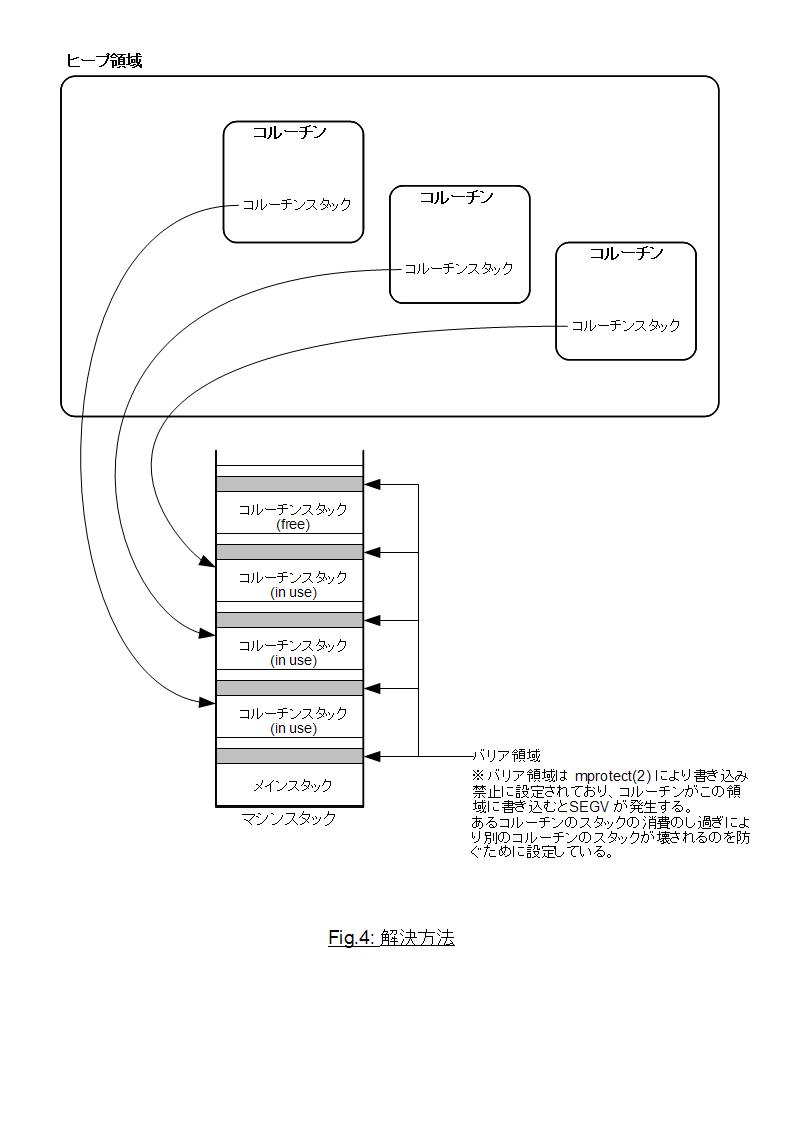 ヒープ領域
コルーチン
コルーチンスタック
コルーチン
コルーチンスタック
コルーチン
コルーチンスタック
コルーチンスタック
(free)
コルーチンスタック
(in use)
コルーチンスタック
(in use)
コルーチンスタック
(in use)
メインスタック
マシンスタック
バリア領域
※バリア領域は mprotect(2) により書き込み
禁止に設定されており、コルーチンがこの領
域に書き込むとSEGV が発生する。
あるコルーチンのスタックの消費のし過ぎによ
り別のコルーチンのスタックが壊されるのを防
ぐために設定している。
Fig.4: 解決方法